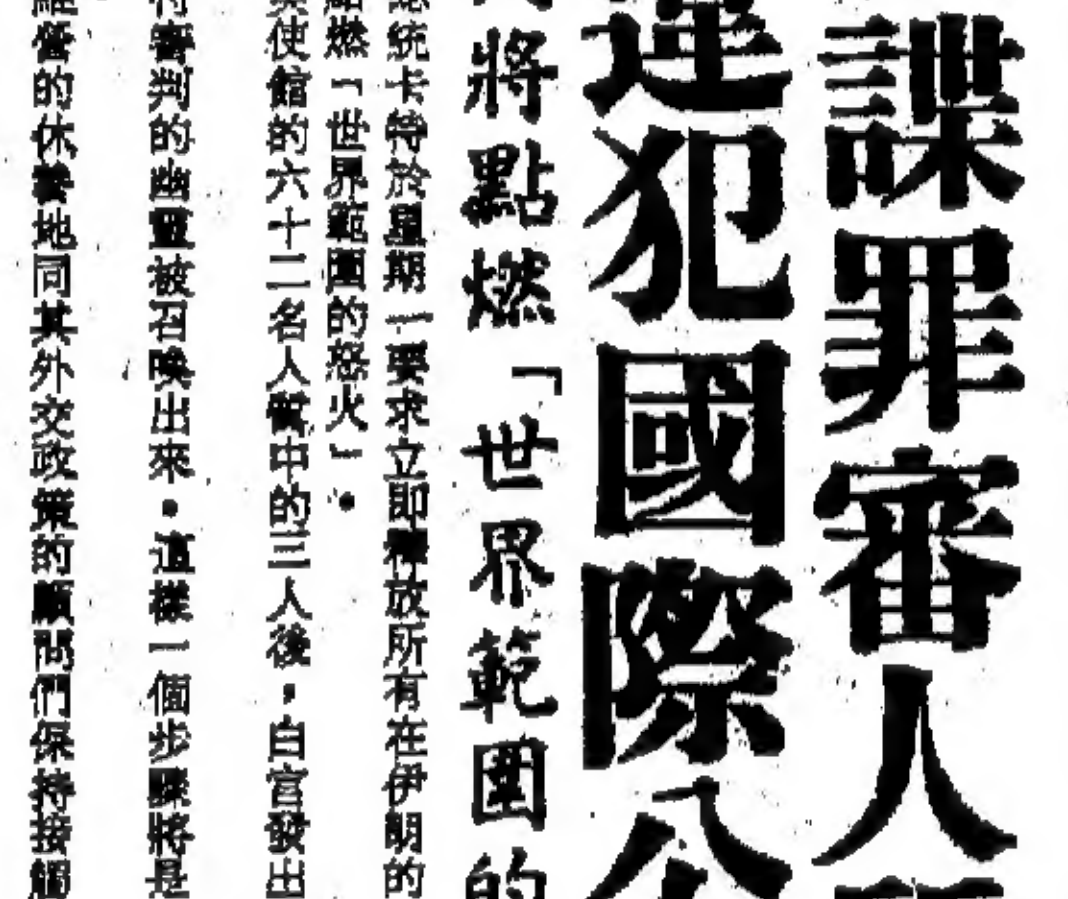 諜罪審人
違犯國際公
將點燃「世界範圍的
總統卡特於星期一要求立即釋放所有在伊朗的
點燃「世界範圍的怒火」。
使館的六十二名人質中的三人後，白宮發出
審判的幽靈被召喚出來。這樣一個步驟將是
維營的休養地同其外交政策的顧問們保持接觸